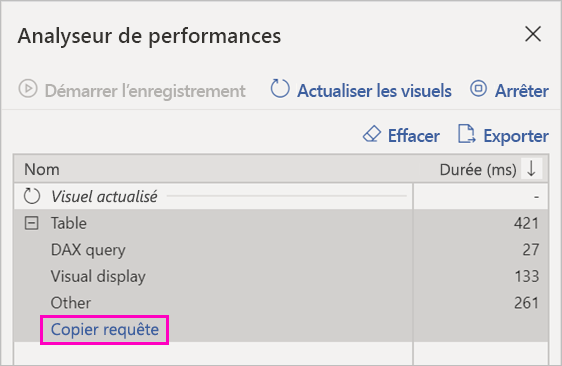 Analyseur de performances
Démarrer l’enregistrement Actualiser les visuels Arrêter
Effacer Exporter
Nom Durée (ms)
Visuel actualisé -
Table 421
DAX query 27
Visual display 133
Other 261
Copier requête